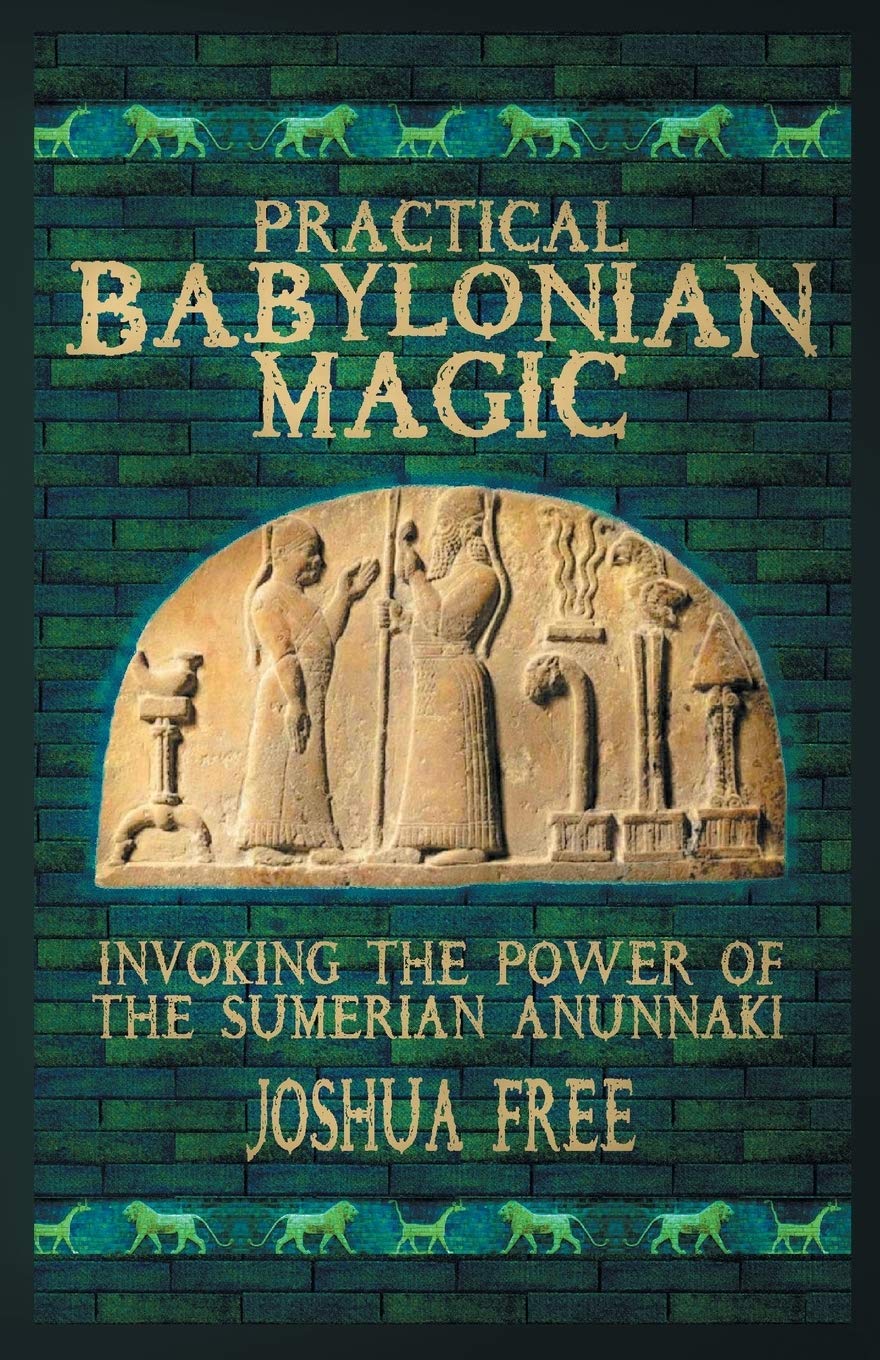 PRACTICAL
BABYLONIAN
MAGIC
INVOKING THE POWER OF
THE SUMERIAN ANUNNAKI
JOSHUA FREE